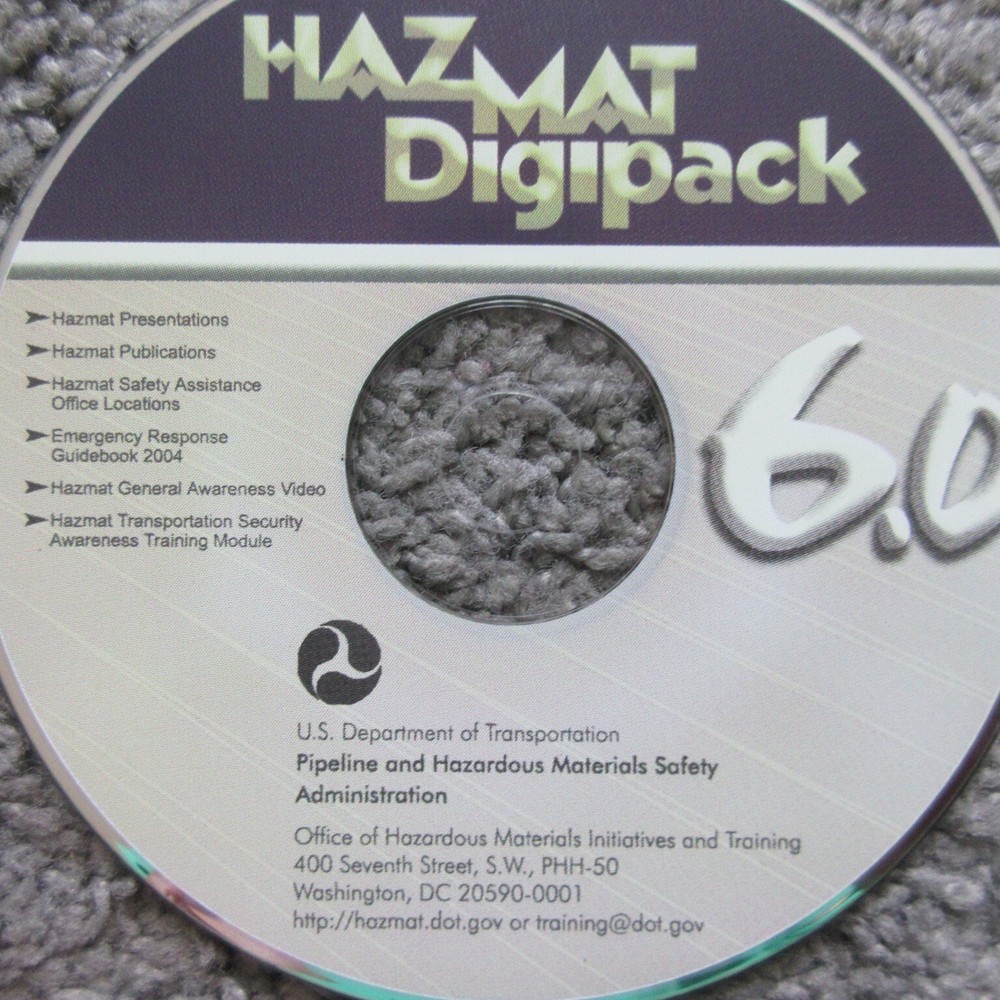 HAZMAT
Digipack
➤Hazmat Presentations
➤Hazmat Publications
➤Hazmat Safety Assistance
Office Locations
➤Emergency Response
Guidebook 2004
➤Hazmat General Awareness Video
➤Hazmat Transportation Security
Awareness Training Module
6.0
U.S. Department of Transportation
Pipeline and Hazardous Materials Safety
Administration
Office of Hazardous Materials Initiatives and Training
400 Seventh Street, S.W., PHH-50
Washington, DC 20590-0001
http://hazmat.dot.gov or training@dot.gov